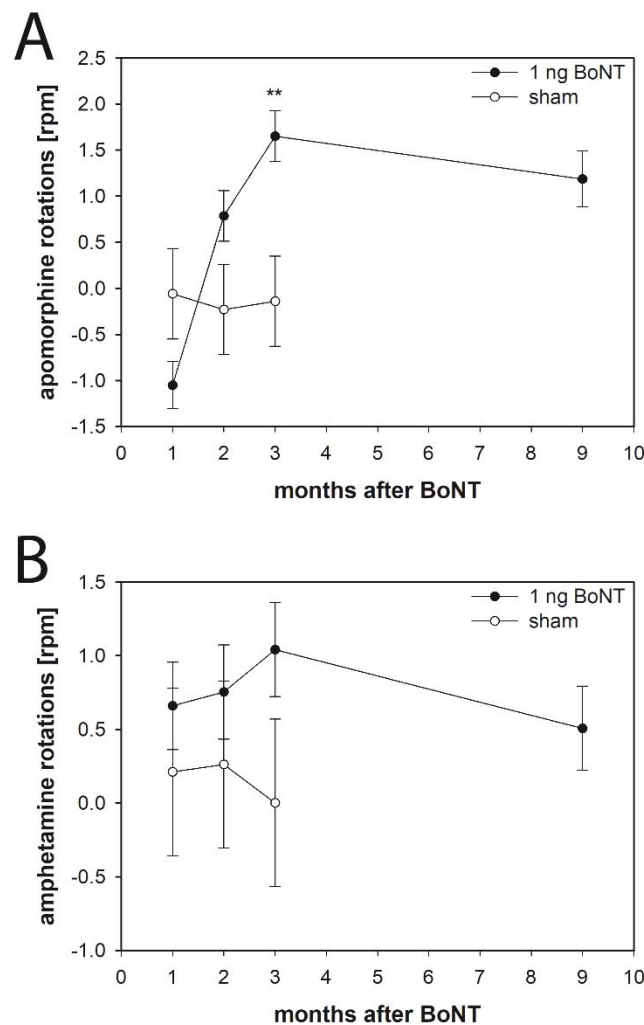 A
apomorphine rotations [rpm]
2.5
2.0
1.5
1.0
0.5
0.0
-0.5
-1.0
-1.5
**
1 ng BoNT
sham
0 1 2 3 4 5 6 7 8 9 10
months after BoNT
B
amphetamine rotations [rpm]
1.5
1.0
0.5
0.0
-0.5
-1.0
1 ng BoNT
sham
0 1 2 3 4 5 6 7 8 9 10
months after BoNT